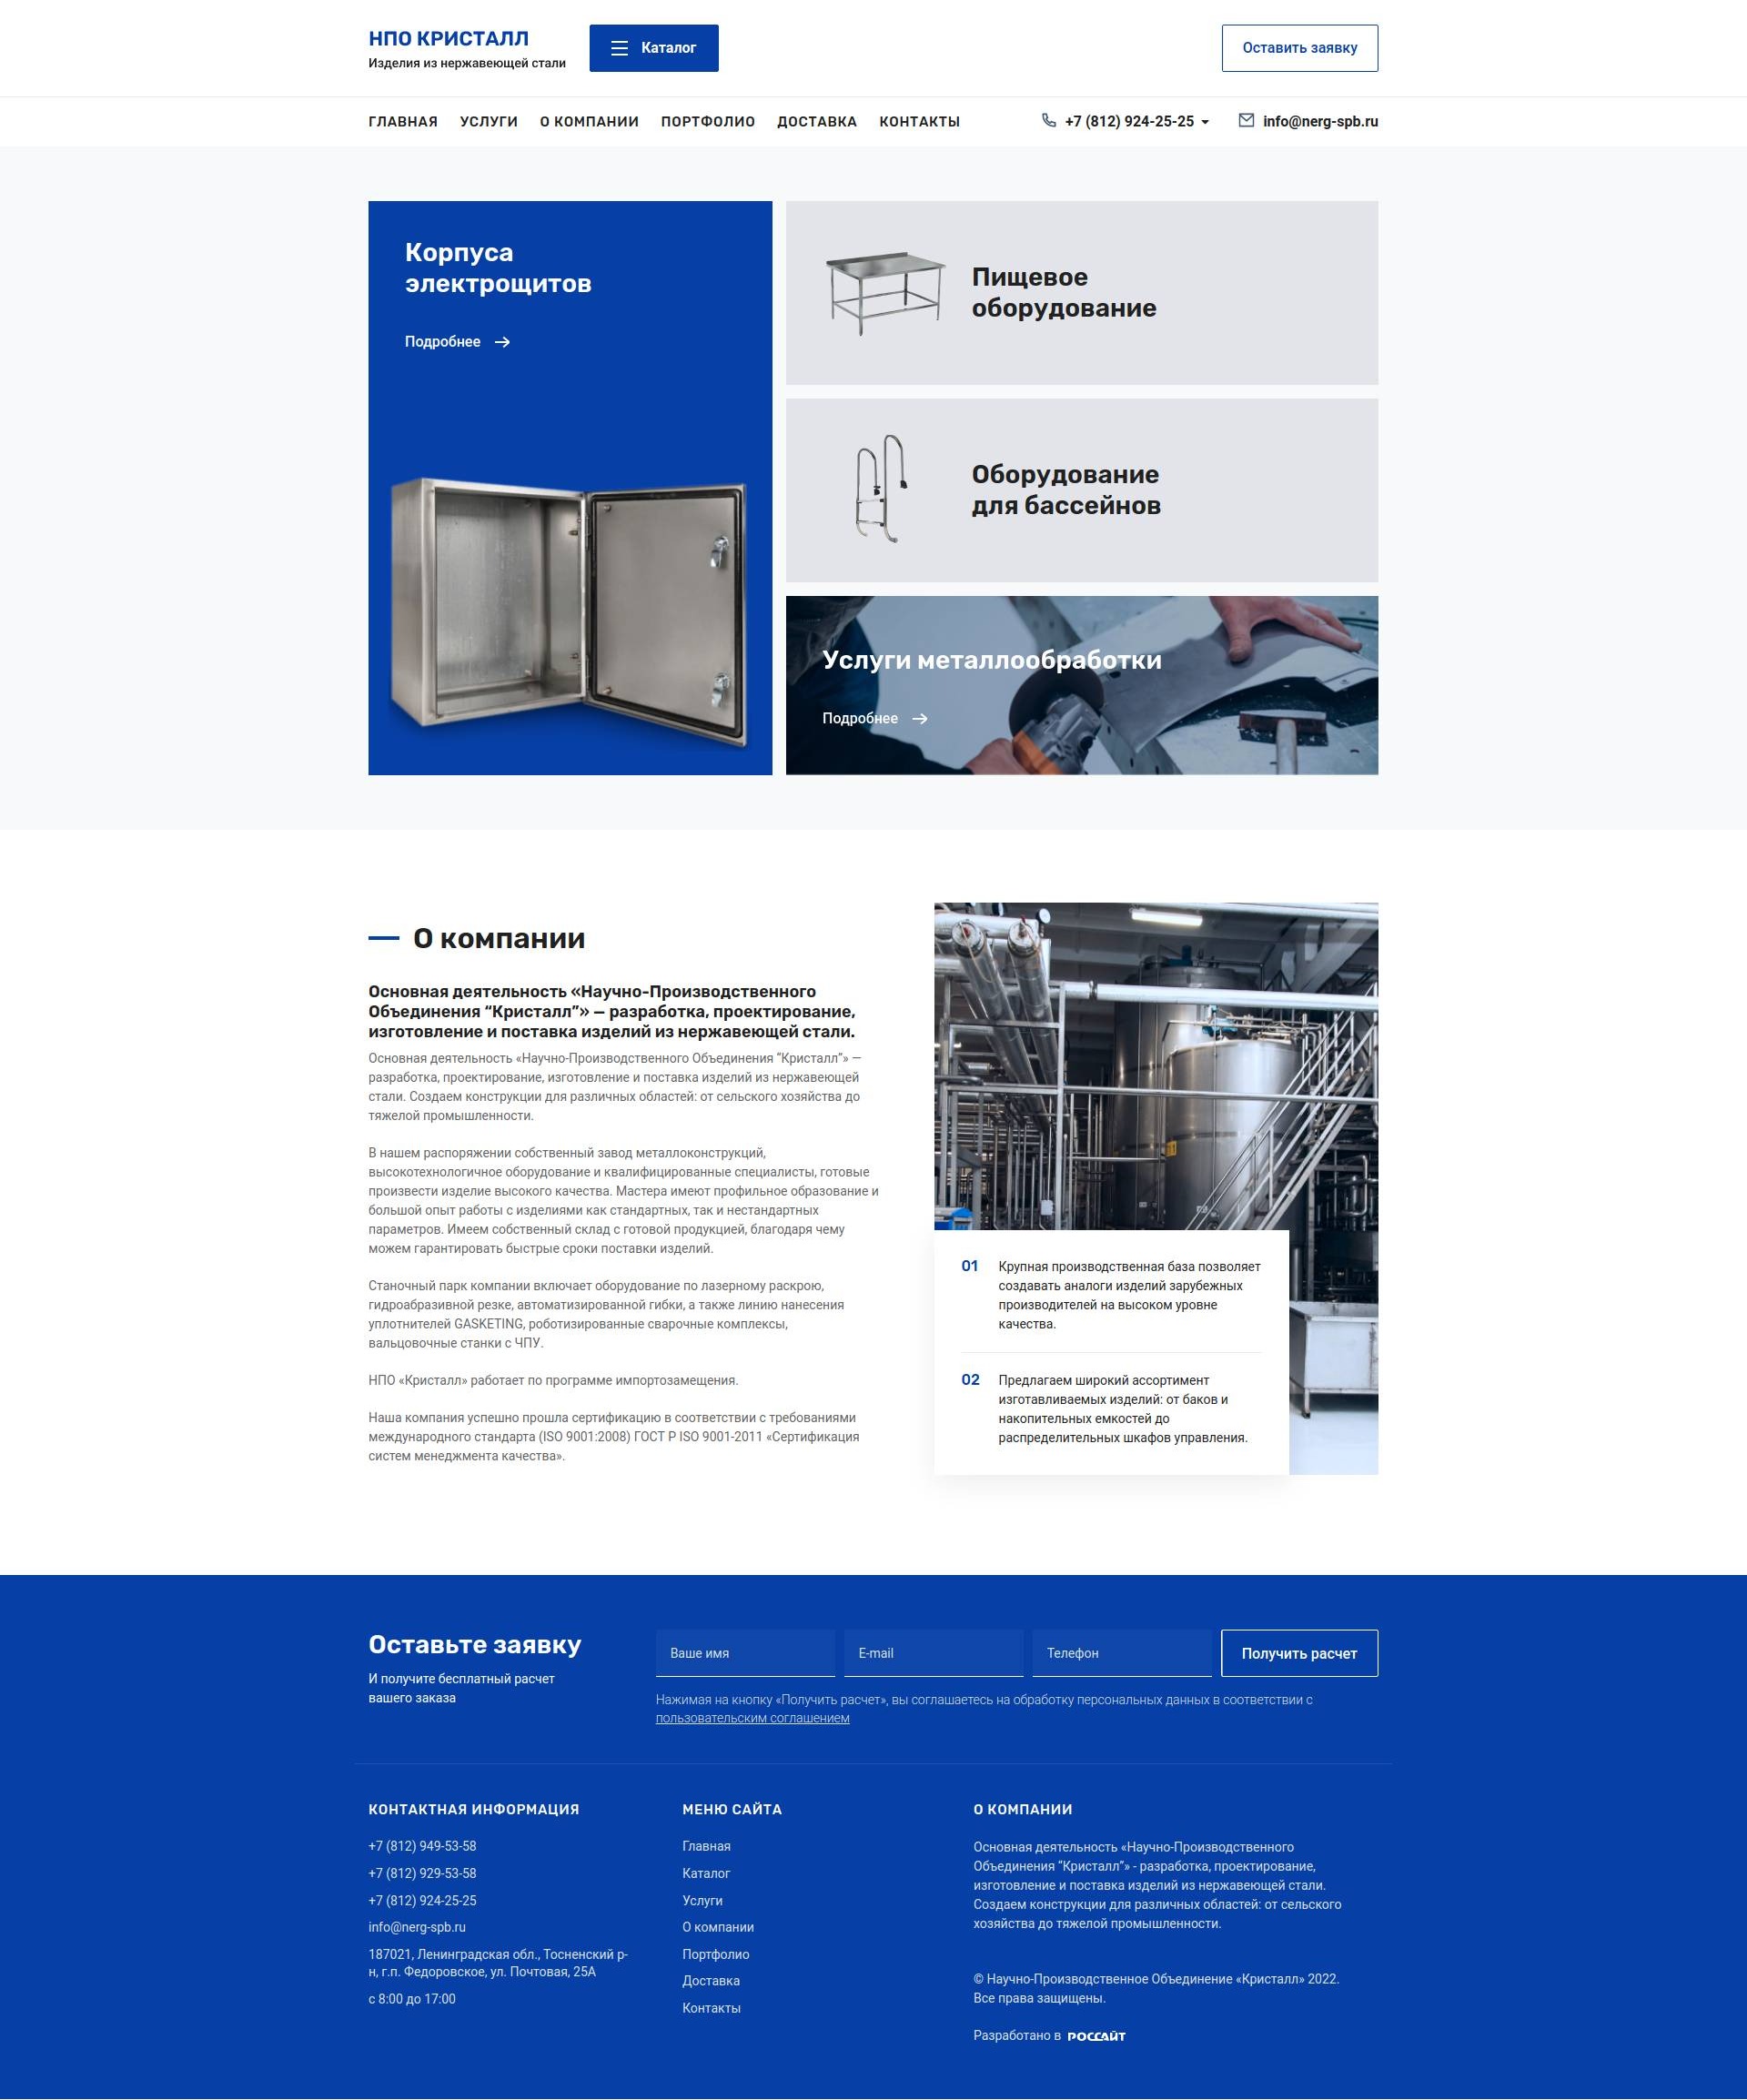 НПО КРИСТАЛЛ
Изделия из нержавеющей стали
Каталог
Оставить заявку
ГЛАВНАЯ УСЛУГИ О КОМПАНИИ ПОРТФОЛИО ДОСТАВКА КОНТАКТЫ
+7 (812) 924-25-25
info@nerg-spb.ru
Корпуса
электрощитов
Подробнее
Пищевое
оборудование
Оборудование
для бассейнов
Услуги металлообработки
Подробнее
О компании
Основная деятельность «Научно-Производственного
Объединения “Кристалл”» — разработка, проектирование,
изготовление и поставка изделий из нержавеющей стали.
Основная деятельность «Научно-Производственного Объединения “Кристалл”» —
разработка, проектирование, изготовление и поставка изделий из нержавеющей
стали. Создаем конструкции для различных областей: от сельского хозяйства до
тяжелой промышленности.
В нашем распоряжении собственный завод металлоконструкций,
высокотехнологичное оборудование и квалифицированные специалисты, готовые
произвести изделие высокого качества. Мастера имеют профильное образование и
большой опыт работы с изделиями как стандартных, так и нестандартных
параметров. Имеем собственный склад с готовой продукцией, благодаря чему
можем гарантировать быстрые сроки поставки изделий.
Станочный парк компании включает оборудование по лазерному раскрою,
гидроабразивной резке, автоматизированной гибки, а также линию нанесения
уплотнителей GASKETING, роботизированные сварочные комплексы,
вальцовочные станки с ЧПУ.
НПО «Кристалл» работает по программе импортозамещения.
Наша компания успешно прошла сертификацию в соответствии с требованиями
международного стандарта (ISO 9001:2008) ГОСТ Р ISO 9001-2011 «Сертификация
систем менеджмента качества».
01 Крупная производственная база позволяет
создавать аналоги изделий зарубежных
производителей на высоком уровне
качества.
02 Предлагаем широкий ассортимент
изготавливаемых изделий: от баков и
накопительных емкостей до
распределительных шкафов управления.
Оставьте заявку
И получите бесплатный расчет
вашего заказа
Ваше имя
E-mail
Телефон
Получить расчет
Нажимая на кнопку «Получить расчет», вы соглашаетесь на обработку персональных данных в соответствии с
пользовательским соглашением
КОНТАКТНАЯ ИНФОРМАЦИЯ
+7 (812) 949-53-58
+7 (812) 929-53-58
+7 (812) 924-25-25
info@nerg-spb.ru
187021, Ленинградская обл., Тосненский р-
н, г.п. Федоровское, ул. Почтовая, 25А
с 8:00 до 17:00
МЕНЮ САЙТА
Главная
Каталог
Услуги
О компании
Портфолио
Доставка
Контакты
О КОМПАНИИ
Основная деятельность «Научно-Производственного
Объединения “Кристалл”» - разработка, проектирование,
изготовление и поставка изделий из нержавеющей стали.
Создаем конструкции для различных областей: от сельского
хозяйства до тяжелой промышленности.
© Научно-Производственное Объединение «Кристалл» 2022.
Все права защищены.
Разработано в РОССАЙТ